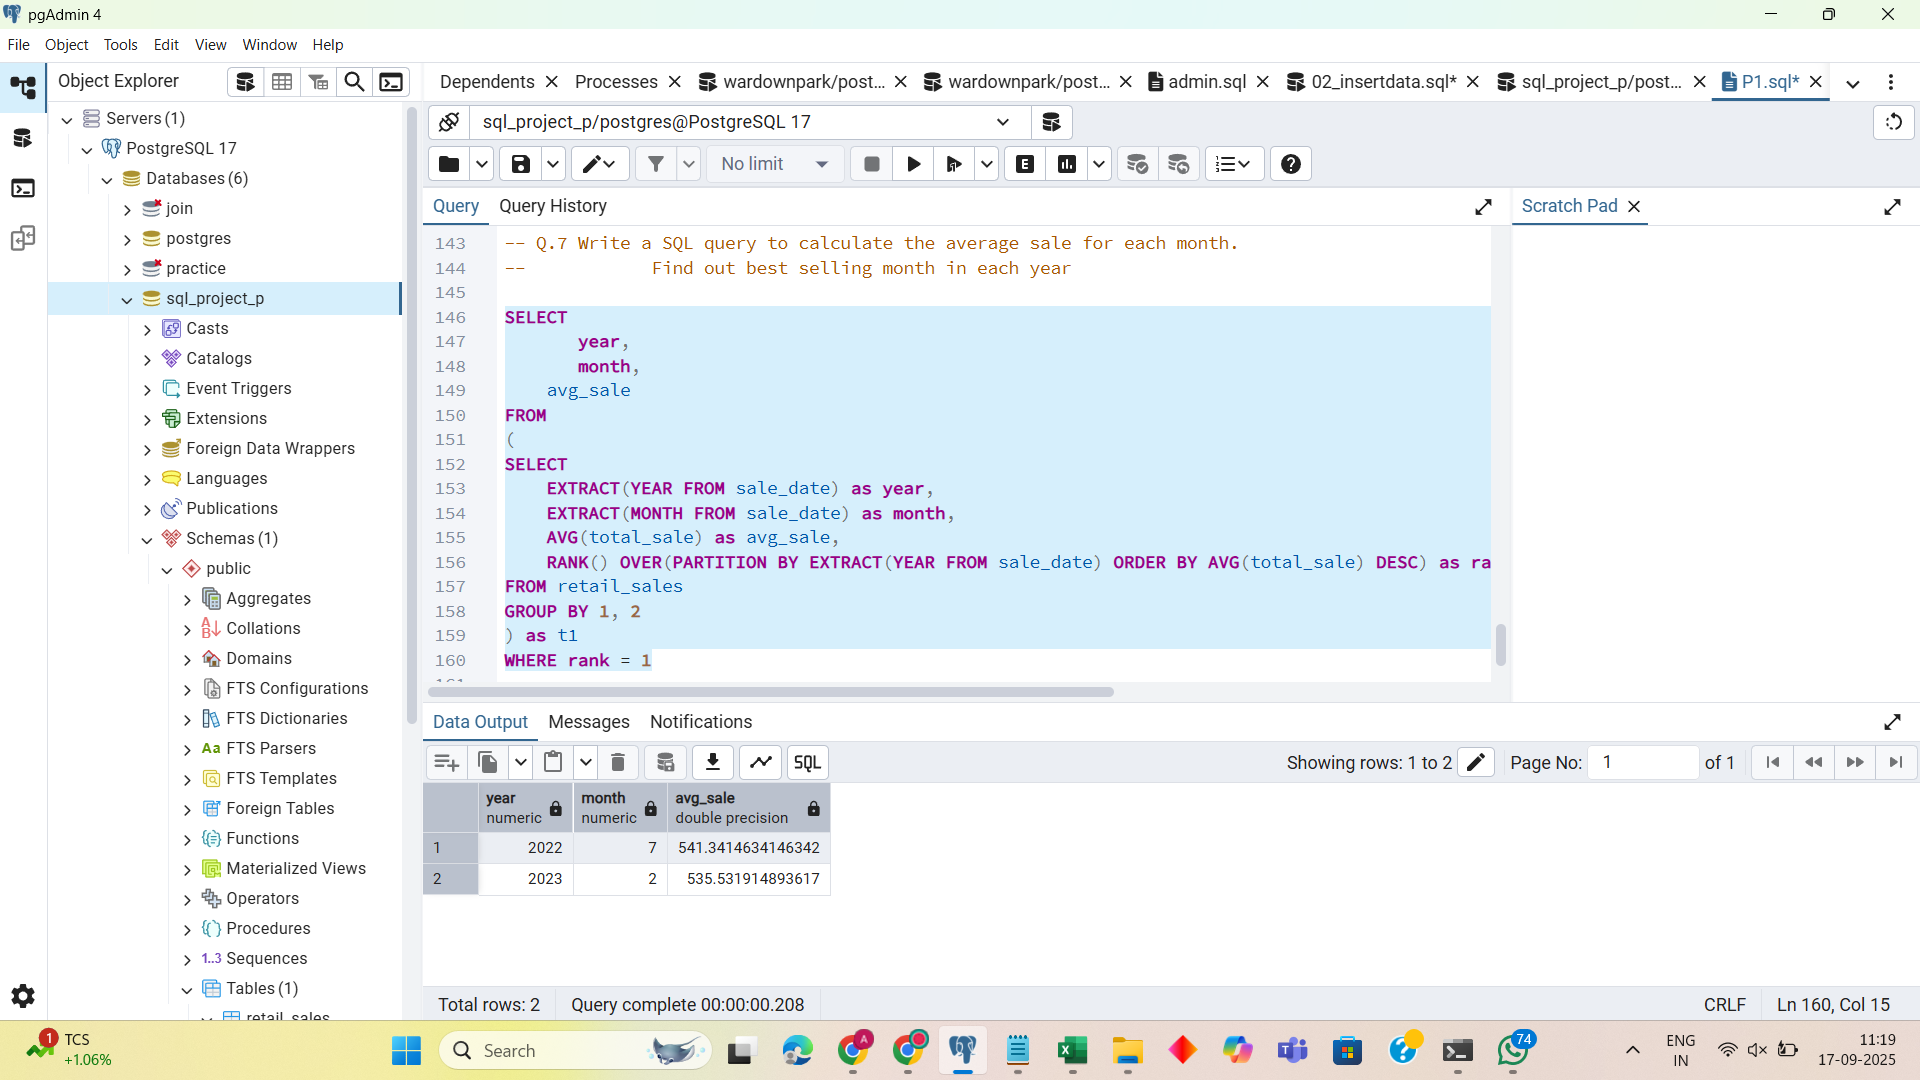 pgAdmin 4
File Object Tools Edit View Window Help
Object Explorer
Dependents Processes wardownpark/post... wardownpark/post... admin.sql 02_insertdata.sql* sql_project_p/post... P1.sql*
Servers (1)
PostgreSQL 17
Databases (6)
join
postgres
practice
sql_project_p
Casts
Catalogs
Event Triggers
Extensions
Foreign Data Wrappers
Languages
Publications
Schemas (1)
public
Aggregates
Collations
Domains
FTS Configurations
FTS Dictionaries
Aa FTS Parsers
FTS Templates
Foreign Tables
Functions
Materialized Views
Operators
Procedures
1..3 Sequences
Tables (1)
retail_sales
sql_project_p/postgres@PostgreSQL 17
No limit
E
Query Query History
Scratch Pad
143 -- Q.7 Write a SQL query to calculate the average sale for each month.
144 -- Find out best selling month in each year
145
146 SELECT
147 year,
148 month,
149 avg_sale
150 FROM
151 (
152 SELECT
153 EXTRACT(YEAR FROM sale_date) as year,
154 EXTRACT(MONTH FROM sale_date) as month,
155 AVG(total_sale) as avg_sale,
156 RANK() OVER(PARTITION BY EXTRACT(YEAR FROM sale_date) ORDER BY AVG(total_sale) DESC) as ra
157 FROM retail_sales
158 GROUP BY 1, 2
159 ) as t1
160 WHERE rank = 1
161
Data Output Messages Notifications
SQL
Showing rows: 1 to 2 Page No: 1 of 1
year numeric month numeric avg_sale double precision
1 2022 7 541.3414634146342
2 2023 2 535.531914893617
Total rows: 2 Query complete 00:00:00.208 CRLF Ln 160, Col 15
1 TCS
+1.06%
Search
A
74
ENG
IN
11:19
17-09-2025